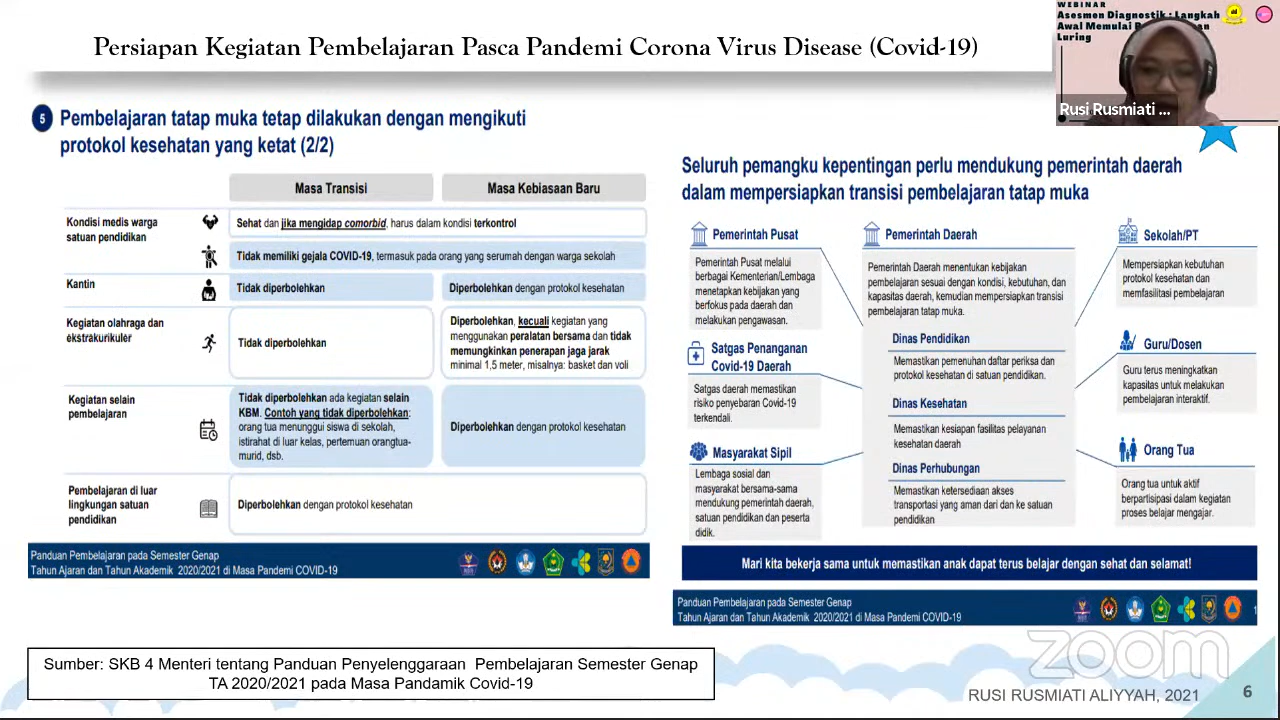 Persiapan Kegiatan Pembelajaran Pasca Pandemi Corona Virus Disease (Covid-19)
WEBINAR
Asesmen Diagnostik : Langkah
Awal Memulai
Luring
Rusi Rusmiati ...
5
Pembelajaran tatap muka tetap dilakukan dengan mengikuti
protokol kesehatan yang ketat (2/2)
Masa Transisi
Masa Kebiasaan Baru
Kondisi medis warga
satuan pendidikan
Sehat dan jika mengidap comorbid, harus dalam kondisi terkontrol
Tidak memiliki gejala COVID-19, termasuk pada orang yang serumah dengan warga sekolah
Kantin
Tidak diperbolehkan
Diperbolehkan dengan protokol kesehatan
Kegiatan olahraga dan
ekstrakurikuler
Tidak diperbolehkan
Diperbolehkan, kecuali kegiatan yang
menggunakan peralatan bersama dan tidak
memungkinkan penerapan jaga jarak
minimal 1,5 meter, misalnya: basket dan voli
Kegiatan selain
pembelajaran
Tidak diperbolehkan ada kegiatan selain
KBM. Contoh yang tidak diperbolehkan:
orang tua menunggui siswa di sekolah,
istirahat di luar kelas, pertemuan orangtua-
murid, dsb.
Diperbolehkan dengan protokol kesehatan
Pembelajaran di luar
lingkungan satuan
pendidikan
Diperbolehkan dengan protokol kesehatan
Panduan Pembelajaran pada Semester Genap
Tahun Ajaran dan Tahun Akademik 2020/2021 di Masa Pandemi COVID-19
Seluruh pemangku kepentingan perlu mendukung pemerintah daerah
dalam mempersiapkan transisi pembelajaran tatap muka
Pemerintah Pusat
Pemerintah Pusat melalui
berbagai Kementerian/Lembaga
menetapkan kebijakan yang
berfokus pada daerah dan
melakukan pengawasan.
Satgas Penanganan
Covid-19 Daerah
Satgas daerah memastikan
risiko penyebaran Covid-19
terkendali.
Masyarakat Sipil
Lembaga sosial dan
masyarakat bersama-sama
mendukung pemerintah daerah,
satuan pendidikan dan peserta
didik.
Pemerintah Daerah
Pemerintah Daerah menentukan kebijakan
pembelajaran sesuai dengan kondisi, kebutuhan, dan
kapasitas daerah, kemudian mempersiapkan transisi
pembelajaran tatap muka.
Dinas Pendidikan
Memastikan pemenuhan daftar periksa dan
protokol kesehatan di satuan pendidikan.
Dinas Kesehatan
Memastikan kesiapan fasilitas pelayanan
kesehatan daerah
Dinas Perhubungan
Memastikan ketersediaan akses
transportasi yang aman dari dan ke satuan
pendidikan
Sekolah/PT
Mempersiapkan kebutuhan
protokol kesehatan dan
memfasilitasi pembelajaran
Guru/Dosen
Guru terus meningkatkan
kapasitas untuk melakukan
pembelajaran interaktif.
Orang Tua
Orang tua untuk aktif
berpartisipasi dalam kegiatan
proses belajar mengajar.
Mari kita bekerja sama untuk memastikan anak dapat terus belajar dengan sehat dan selamat!
Panduan Pembelajaran pada Semester Genap
Tahun Ajaran dan Tahun Akademik 2020/2021 di Masa Pandemi COVID-19
1
Sumber: SKB 4 Menteri tentang Panduan Penyelenggaraan Pembelajaran Semester Genap
TA 2020/2021 pada Masa Pandamik Covid-19
zoom
RUSI RUSMIATI ALIYYAH, 2021
6